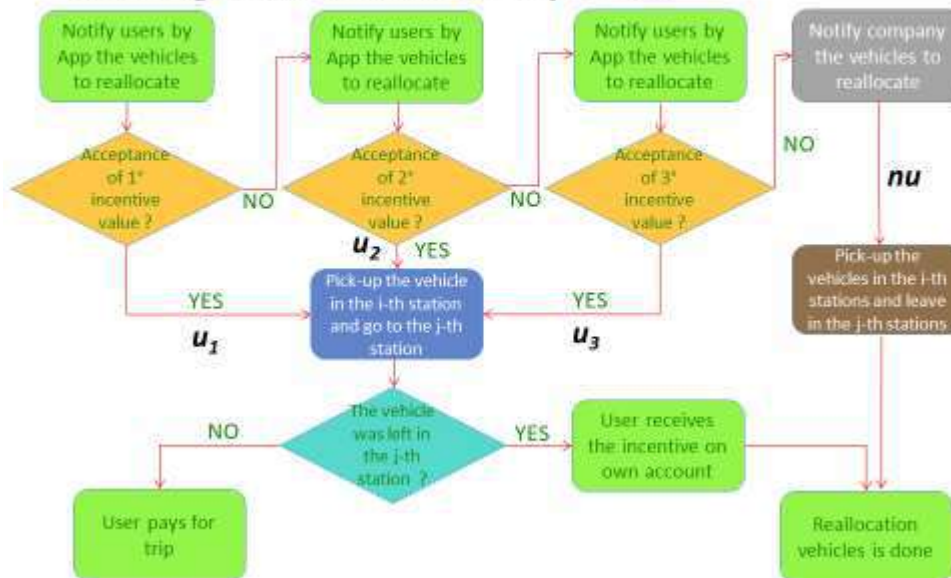 Notify users by
App the vehicles
to reallocate
Notify users by
App the vehicles
to reallocate
Notify users by
App the vehicles
to reallocate
Notify company
the vehicles to
reallocate
Acceptance
of 1°
incentive
value ?
NO
Acceptance
of 2°
incentive
value ?
NO
Acceptance
of 3°
incentive
value ?
NO
nu
u2
YES
YES
u1
Pick-up the vehicle
in the i-th station
and go to the j-th
station
YES
u3
Pick-up the
vehicles in the i-th
stations and leave
in the j-th stations
NO
The vehicle
was left in
the j-th
station ?
YES
User receives
the incentive on
own account
User pays for
trip
Reallocation
vehicles is done